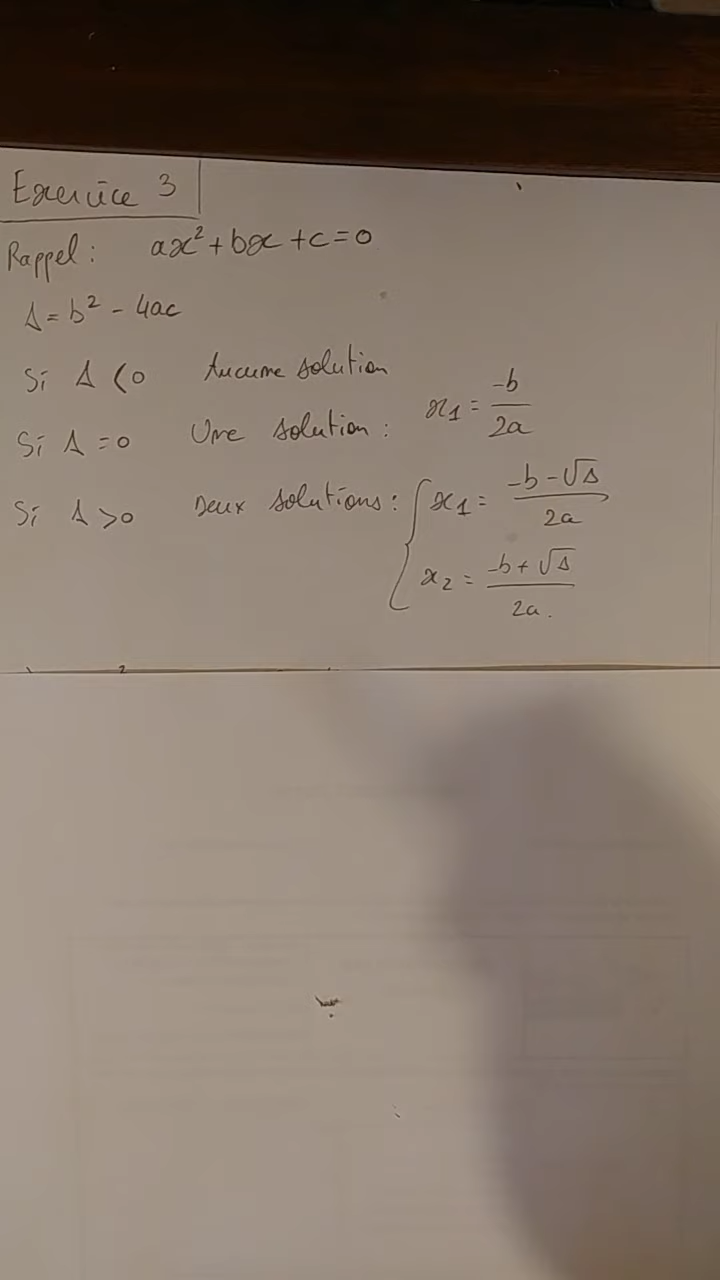 Exercice 3
Rappel: ax²+bx+c=0
Δ=b²-4ac
Si Δ<0 Aucune solution
Si Δ=0 Une solution: x₁=-b/2a
Si Δ>0 Deux solutions: { x₁=(-b-√Δ)/2a
x₂=(-b+√Δ)/2a.